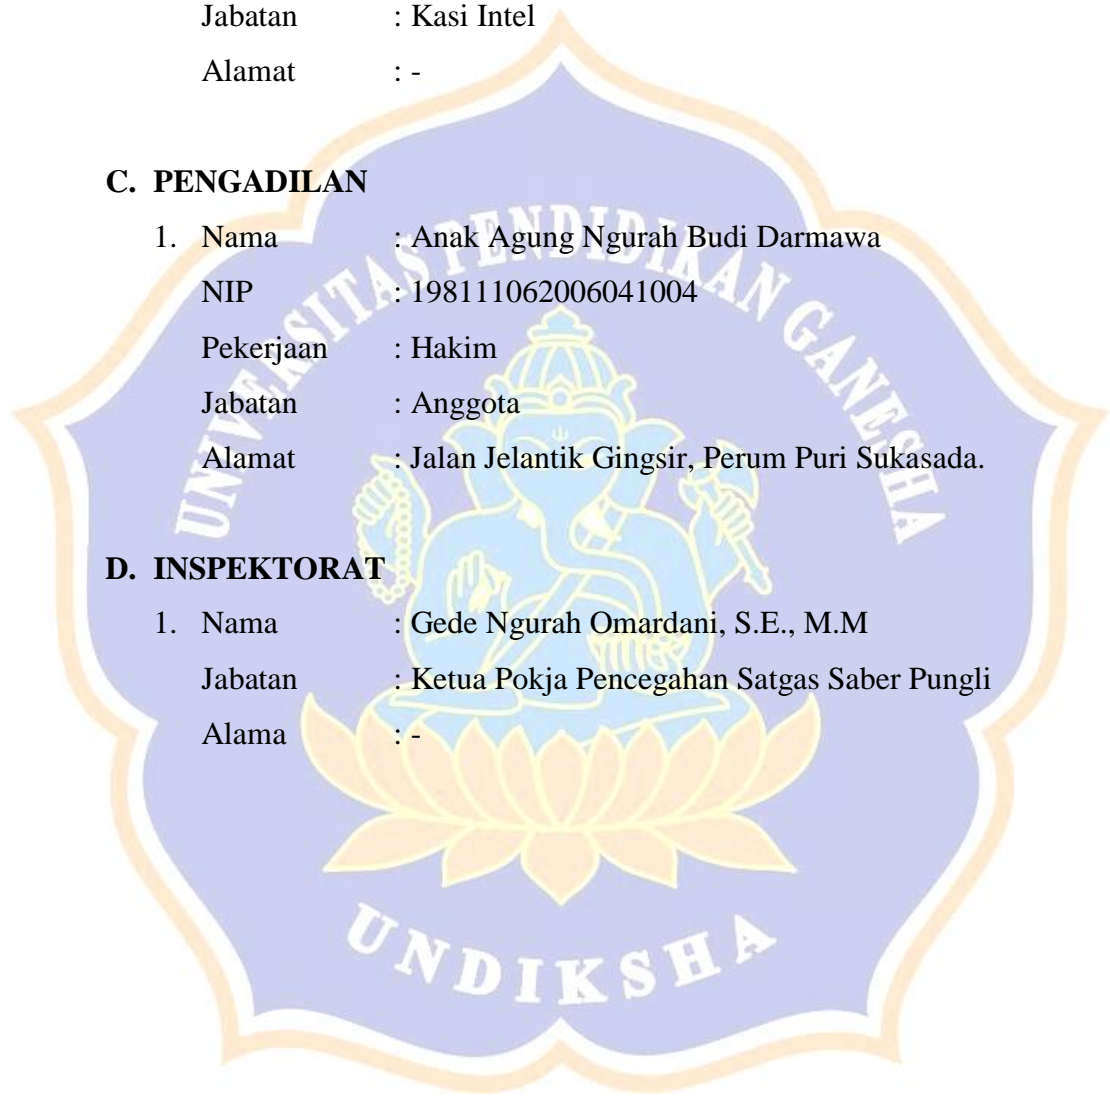 Jabatan : Kasi Intel
Alamat : -
C. PENGADILAN
1. Nama : Anak Agung Ngurah Budi Darmawa
NIP : 198111062006041004
Pekerjaan : Hakim
Jabatan : Anggota
Alamat : Jalan Jelantik Gingsir, Perum Puri Sukasada.
D. INSPEKTORAT
1. Nama : Gede Ngurah Omardani, S.E., M.M
Jabatan : Ketua Pokja Pencegahan Satgas Saber Pungli
Alama : -
UNIVERSITAS PENDIDIKAN GANESHA
UNDIKSHA